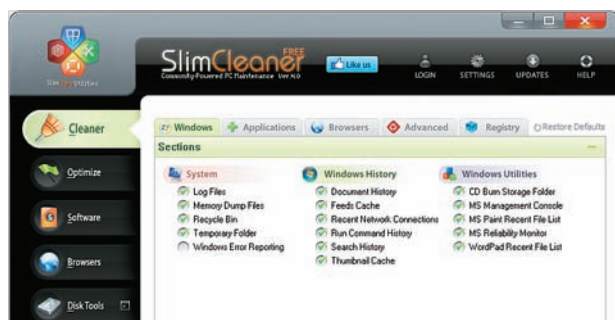 SlimCleaner FREE
Community-Powered PC Maintenance Ver 4.0
Like us
LOGIN
SETTINGS
UPDATES
HELP
Cleaner
Optimize
Software
Browsers
Disk Tools
Windows
Applications
Browsers
Advanced
Registry
Restore Defaults
Sections
System
Log Files
Memory Dump Files
Recycle Bin
Temporary Folder
Windows Error Reporting
Windows History
Document History
Feeds Cache
Recent Network Connections
Run Command History
Search History
Thumbnail Cache
Windows Utilities
CD Burn Storage Folder
MS Management Console
MS Paint Recent File List
MS Reliability Monitor
WordPad Recent File List